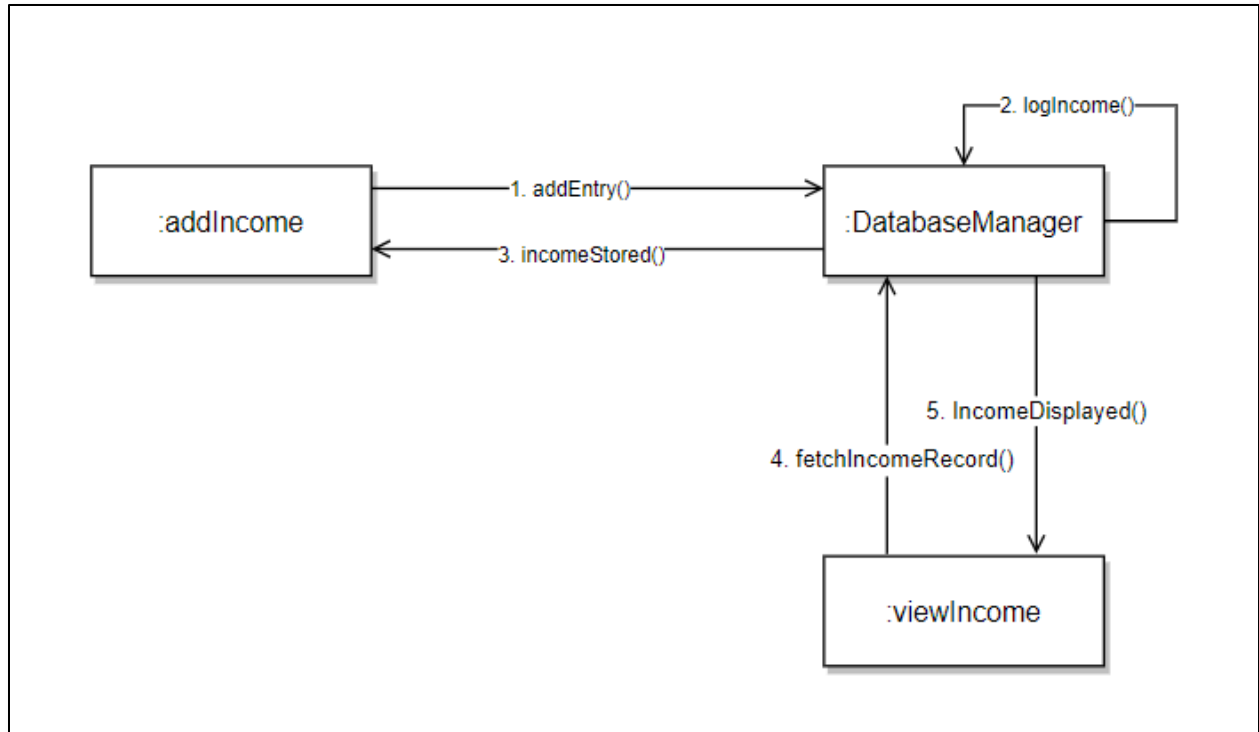 2. logIncome()
:addIncome
1. addEntry()
:DatabaseManager
3. incomeStored()
5. IncomeDisplayed()
4. fetchIncomeRecord()
:viewIncome